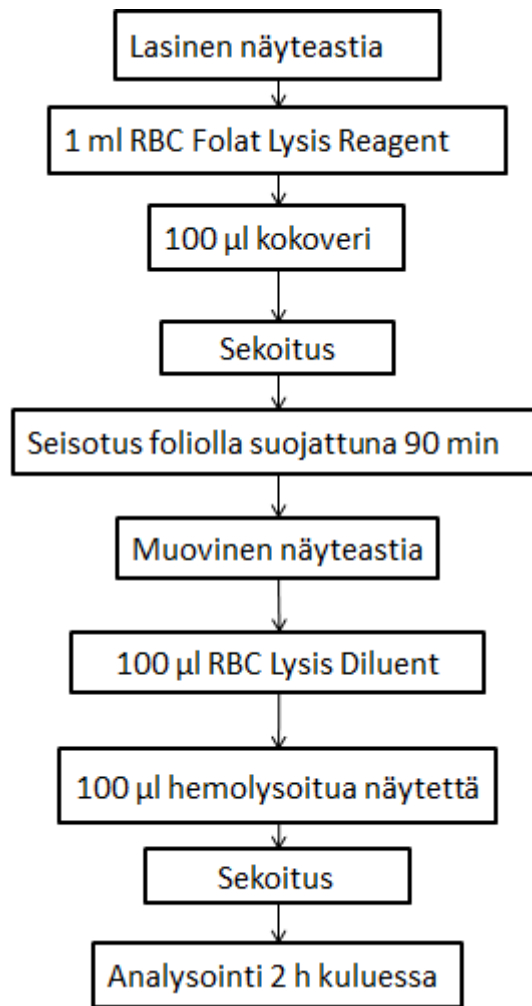 Lasinen näyteastia
1 ml RBC Folat Lysis Reagent
100 µl kokoveri
Sekoitus
Seisotus foliolla suojattuna 90 min
Muovinen näyteastia
100 µl RBC Lysis Diluent
100 µl hemolysoitua näytettä
Sekoitus
Analysointi 2 h kuluessa